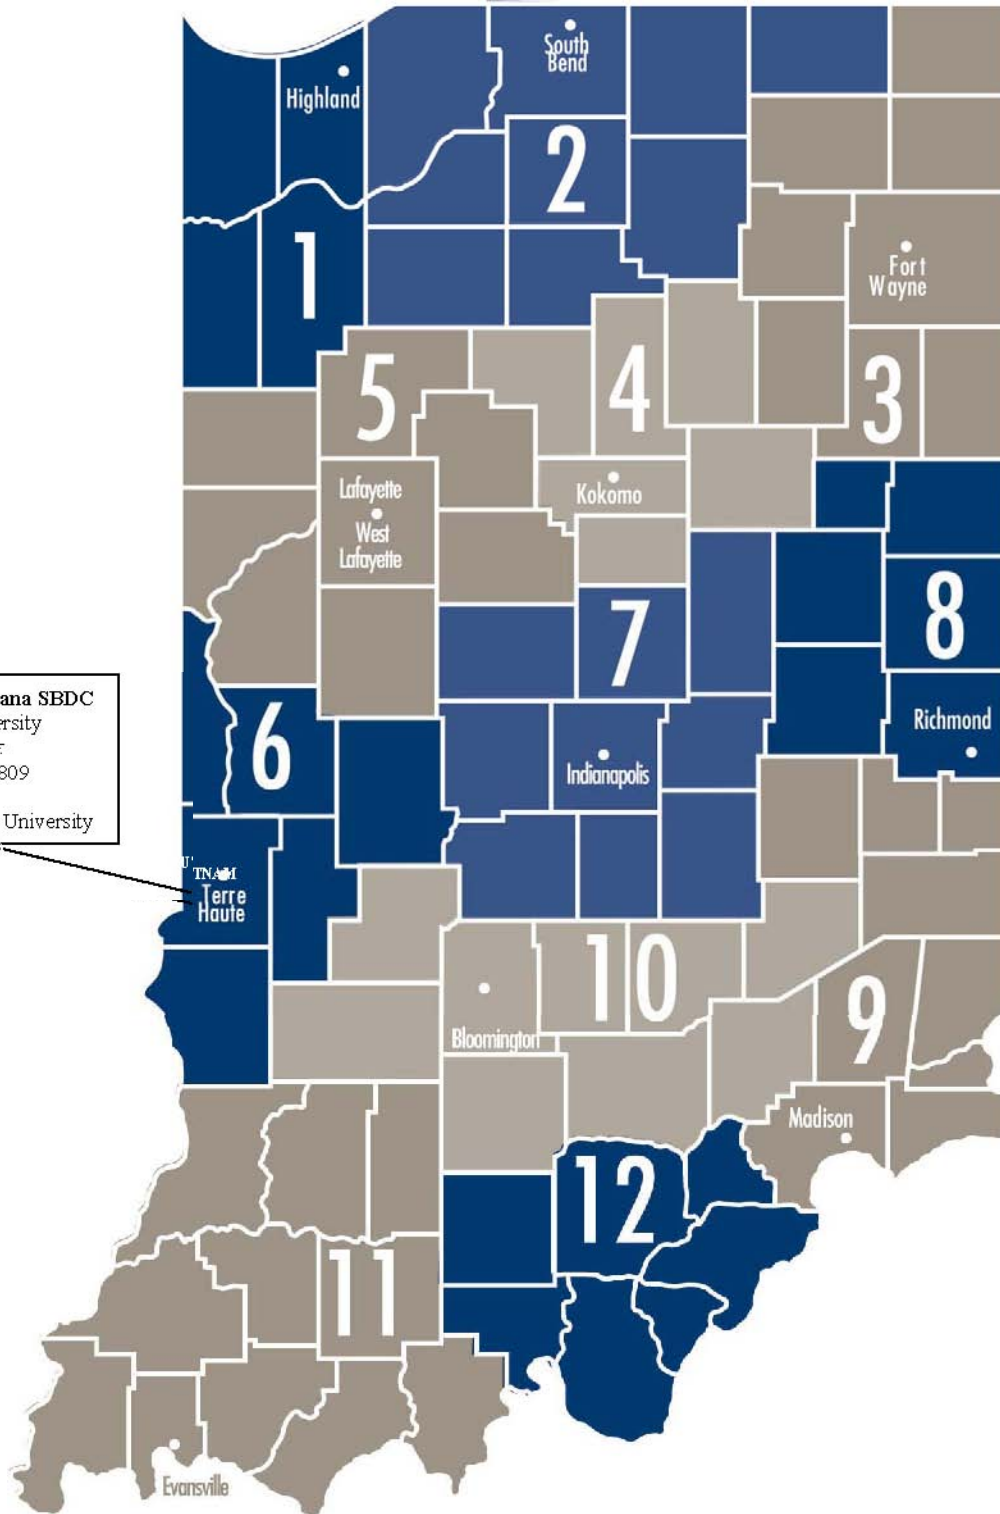 South
Bend
Highland
2
1
Fort
Wayne
5
4
3
Lafayette
West
Lafayette
Kokomo
7
8
ana SBDC
ersity
809
University
6
Richmond
Indianapolis
TNAM
Terre
Haute
10
9
Bloomington
Madison
12
11
Evansville